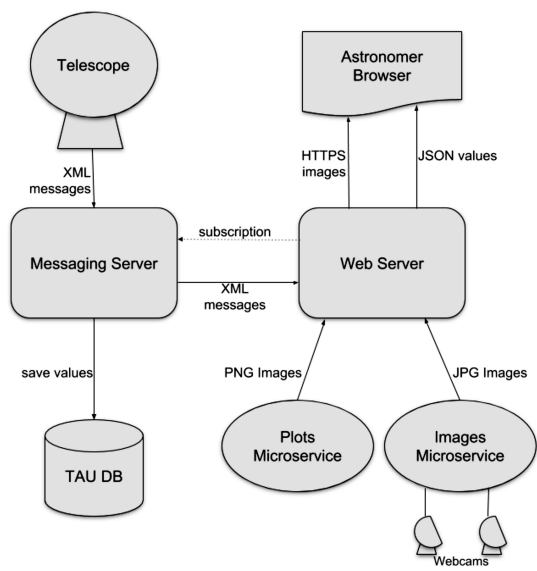 Telescope
Astronomer
Browser
XML
messages
HTTPS
images
JSON values
subscription
Messaging Server
Web Server
XML
messages
save values
PNG Images
JPG Images
Plots
Microservice
Images
Microservice
TAU DB
Webcams